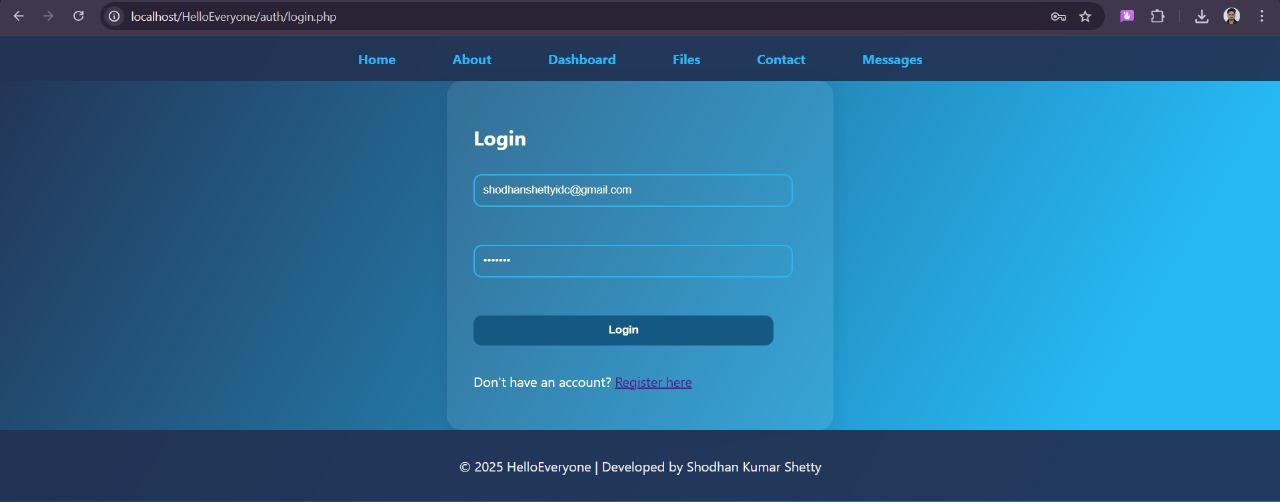 localhost/HelloEveryone/auth/login.php
Home About Dashboard Files Contact Messages
Login
shodhanshettyidc@gmail.com
•••••••
Login
Don't have an account? Register here
© 2025 HelloEveryone | Developed by Shodhan Kumar Shetty